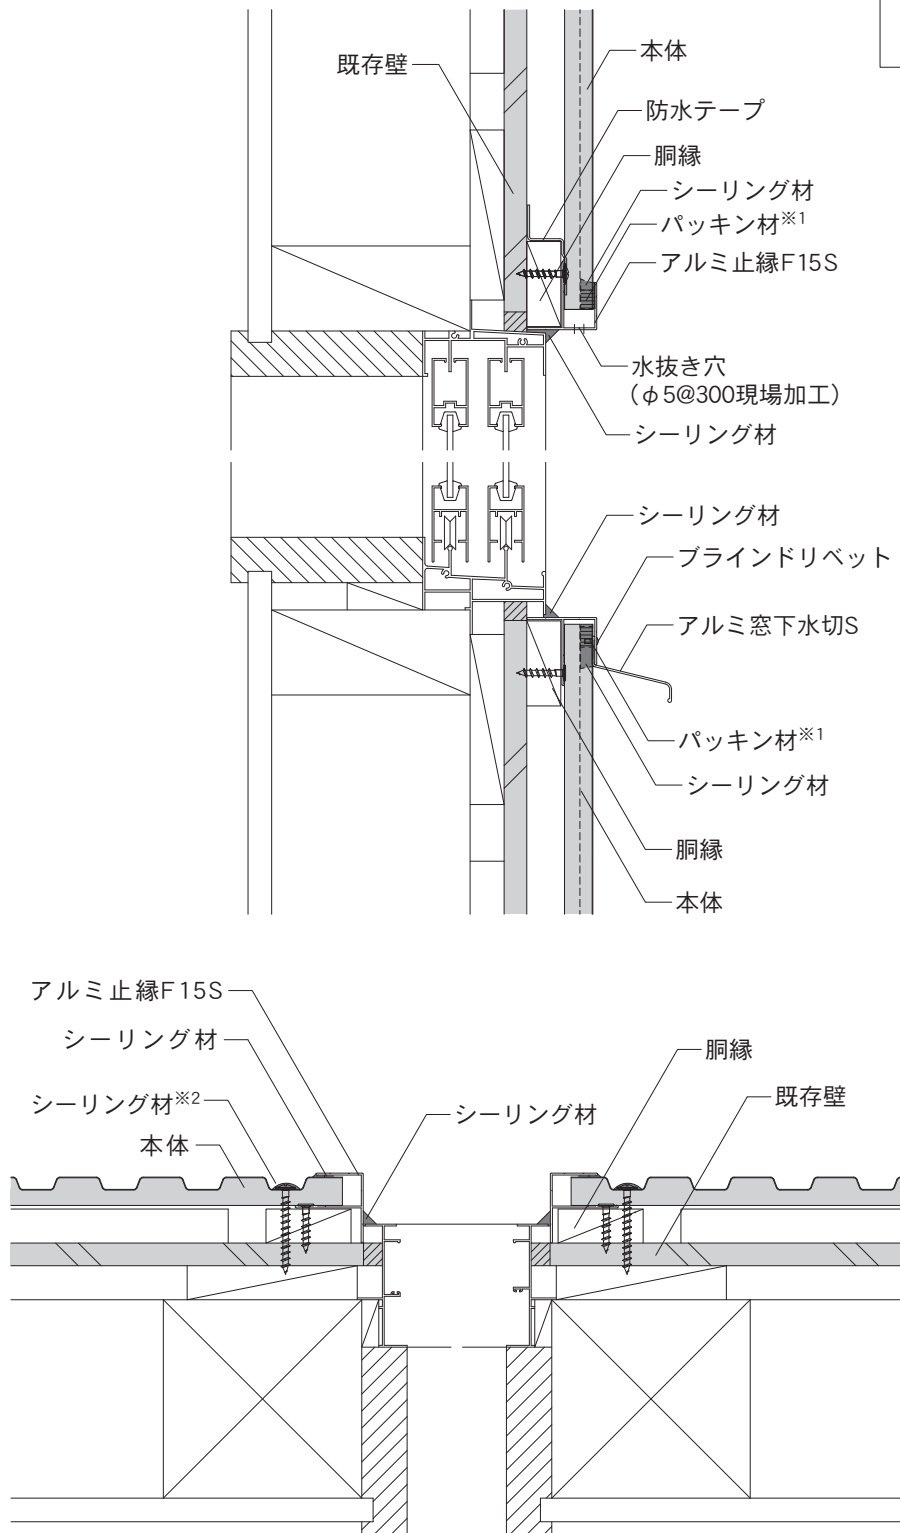 既存壁
本体
防水テープ
胴縁
シーリング材
パッキン材※1
アルミ止縁F15S
水抜き穴
（φ5@300現場加工）
シーリング材
シーリング材
ブラインドリベット
アルミ窓下水切S
パッキン材※1
シーリング材
胴縁
本体
アルミ止縁F15S
シーリング材
シーリング材※2
本体
シーリング材
胴縁
既存壁